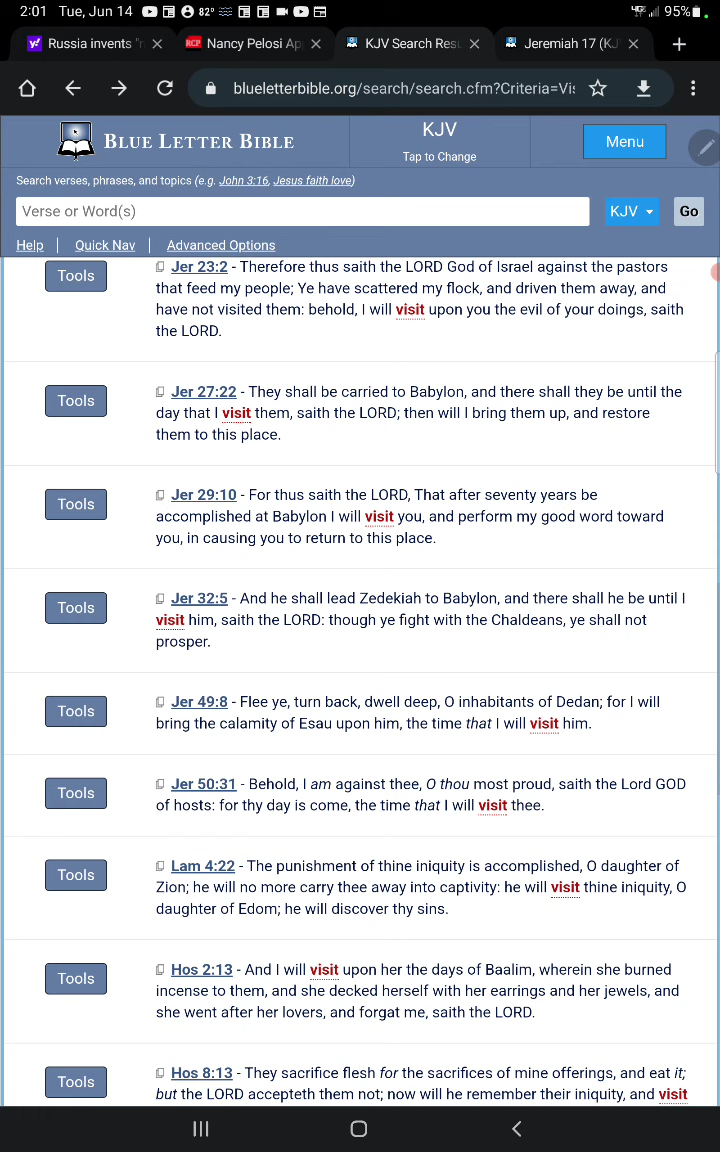 2:01 Tue, Jun 14 82° 95%
Russia invents "r
RCP Nancy Pelosi Ap
KJV Search Resu
Jeremiah 17 (KJ
blueletterbible.org/search/search.cfm?Criteria=Vis
BLUE LETTER BIBLE
KJV
Tap to Change
Menu
Search verses, phrases, and topics (e.g. John 3:16, Jesus faith love)
Verse or Word(s)
KJV
Go
Help | Quick Nav | Advanced Options
Tools
Jer 23:2 - Therefore thus saith the LORD God of Israel against the pastors
that feed my people; Ye have scattered my flock, and driven them away, and
have not visited them: behold, I will visit upon you the evil of your doings, saith
the LORD.
Tools
Jer 27:22 - They shall be carried to Babylon, and there shall they be until the
day that I visit them, saith the LORD; then will I bring them up, and restore
them to this place.
Tools
Jer 29:10 - For thus saith the LORD, That after seventy years be
accomplished at Babylon I will visit you, and perform my good word toward
you, in causing you to return to this place.
Tools
Jer 32:5 - And he shall lead Zedekiah to Babylon, and there shall he be until I
visit him, saith the LORD: though ye fight with the Chaldeans, ye shall not
prosper.
Tools
Jer 49:8 - Flee ye, turn back, dwell deep, O inhabitants of Dedan; for I will
bring the calamity of Esau upon him, the time that I will visit him.
Tools
Jer 50:31 - Behold, I am against thee, O thou most proud, saith the Lord GOD
of hosts: for thy day is come, the time that I will visit thee.
Tools
Lam 4:22 - The punishment of thine iniquity is accomplished, O daughter of
Zion; he will no more carry thee away into captivity: he will visit thine iniquity, O
daughter of Edom; he will discover thy sins.
Tools
Hos 2:13 - And I will visit upon her the days of Baalim, wherein she burned
incense to them, and she decked herself with her earrings and her jewels, and
she went after her lovers, and forgat me, saith the LORD.
Tools
Hos 8:13 - They sacrifice flesh for the sacrifices of mine offerings, and eat it;
but the LORD accepteth them not; now will he remember their iniquity, and visit